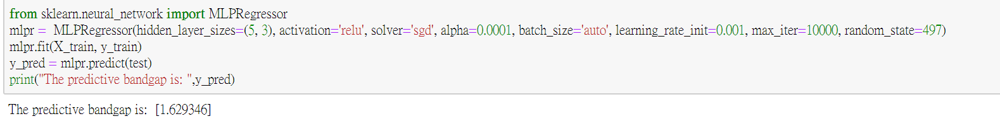 from sklearn.neural_network import MLPRegressor
mlpr =  MLPRegressor(hidden_layer_sizes=(5, 3), activation='relu', solver='sgd', alpha=0.0001, batch_size='auto', learning_rate_init=0.001, max_iter=10000, random_state=497)
mlpr.fit(X_train, y_train)
y_pred = mlpr.predict(test)
print("The predictive bandgap is: ",y_pred)
The predictive bandgap is:  [1.629346]